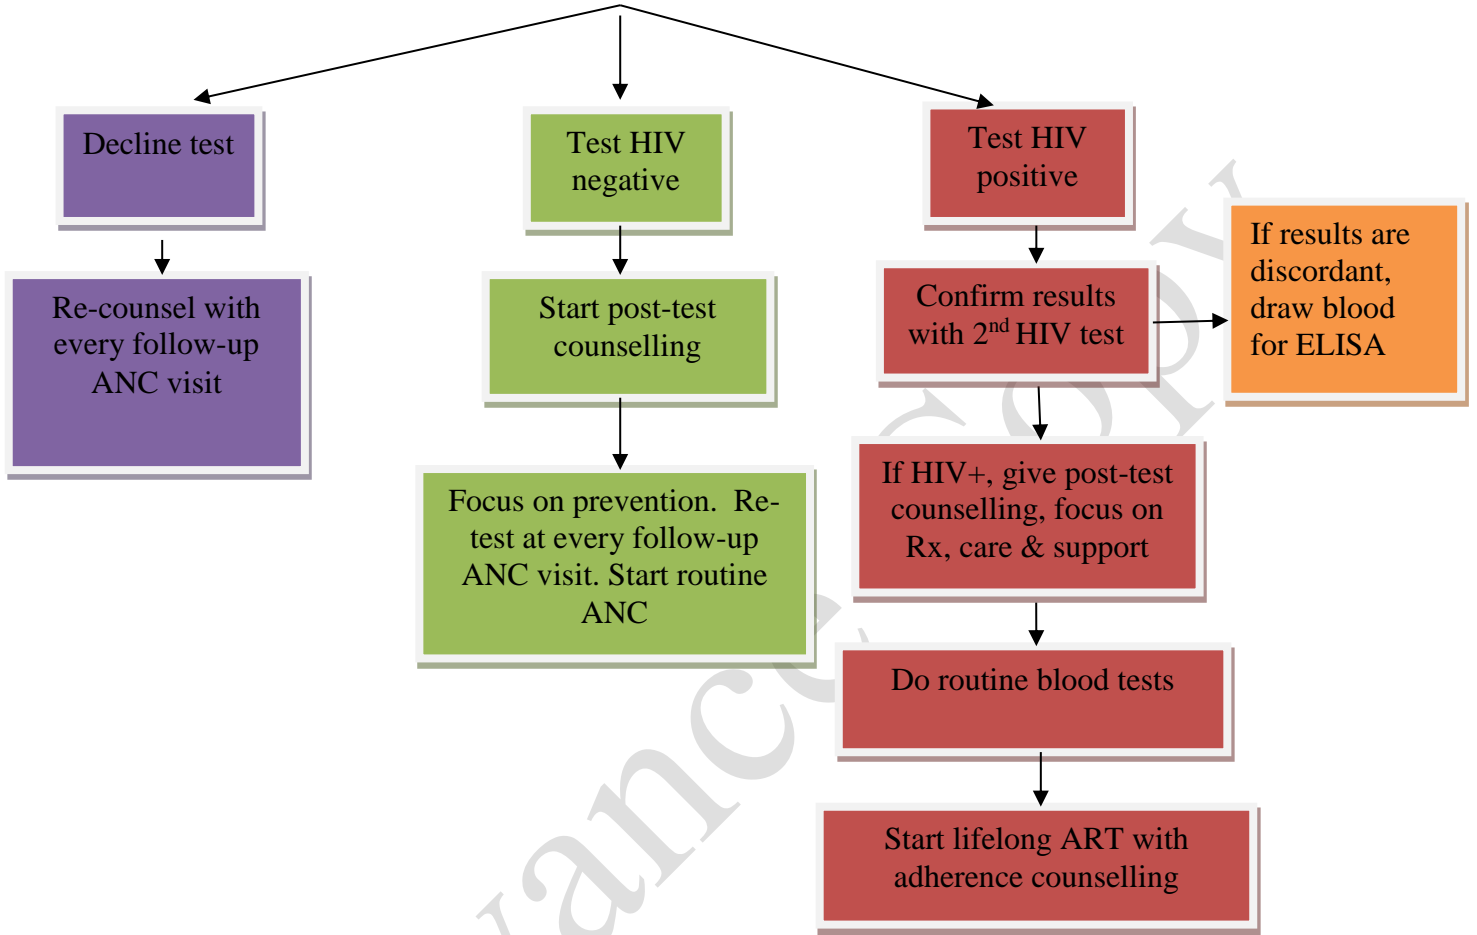 Decline test
Re-counsel with
every follow-up
ANC visit
Test HIV
negative
Start post-test
counselling
Focus on prevention.  Re-
test at every follow-up
ANC visit. Start routine
ANC
Test HIV
positive
Confirm results
with 2nd HIV test
If results are
discordant,
draw blood
for ELISA
If HIV+, give post-test
counselling, focus on
Rx, care & support
Do routine blood tests
Start lifelong ART with
adherence counselling
vance Copy